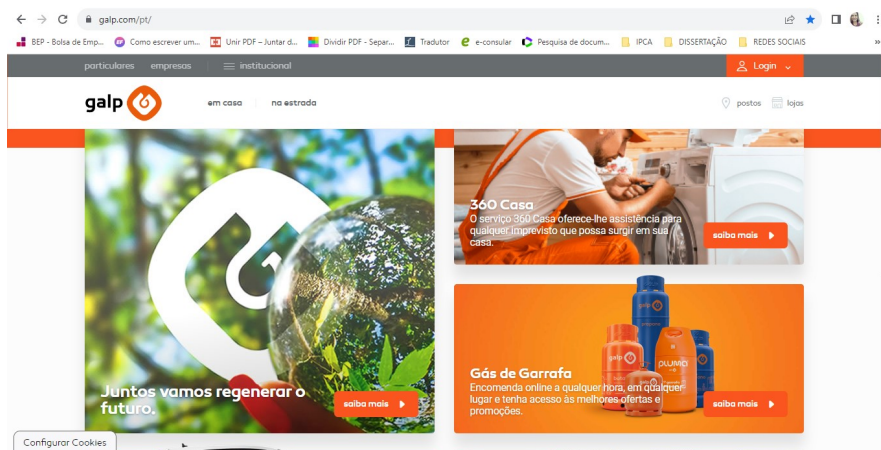 galp.com/pt/
BEP - Bolsa de Emp... Como escrever um... Unir PDF – Juntar d... Dividir PDF - Separ... Tradutor e-consular Pesquisa de docum... IPCA DISSERTAÇÃO REDES SOCIAIS »
particulares empresas institucional Login
galp em casa na estrada postos lojas
360 Casa
O serviço 360 Casa oferece-lhe assistência para
qualquer imprevisto que possa surgir em sua
casa.
saiba mais
galp
galp
pluma
Gás de Garrafa
Encomenda online a qualquer hora, em qualquer
lugar e tenha acesso às melhores ofertas e
promoções.
saiba mais
Juntos vamos regenerar o
futuro.
saiba mais
Configurar Cookies